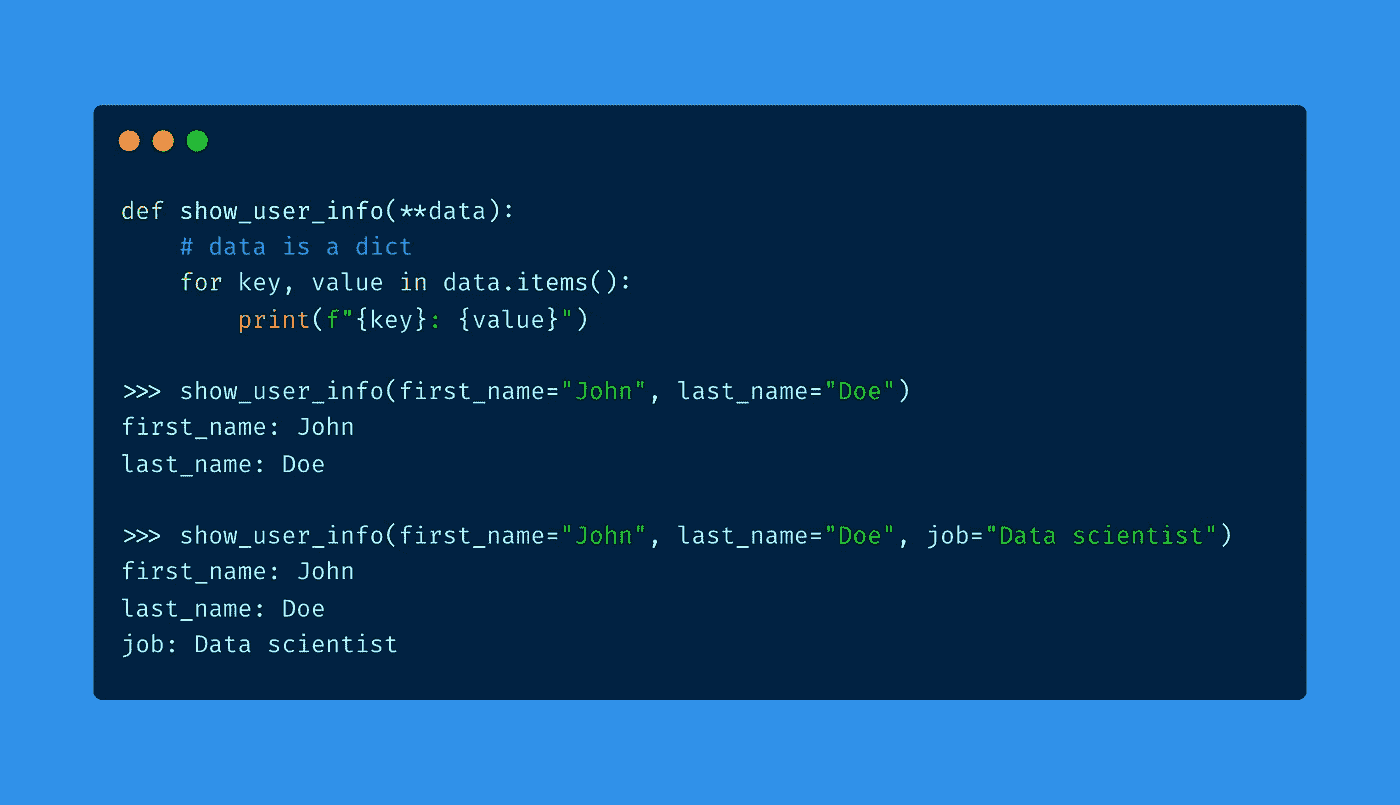 def show_user_info(**data):
    # data is a dict
    for key, value in data.items():
        print(f"{key}: {value}")
>>> show_user_info(first_name="John", last_name="Doe")
first_name: John
last_name: Doe
>>> show_user_info(first_name="John", last_name="Doe", job="Data scientist")
first_name: John
last_name: Doe
job: Data scientist